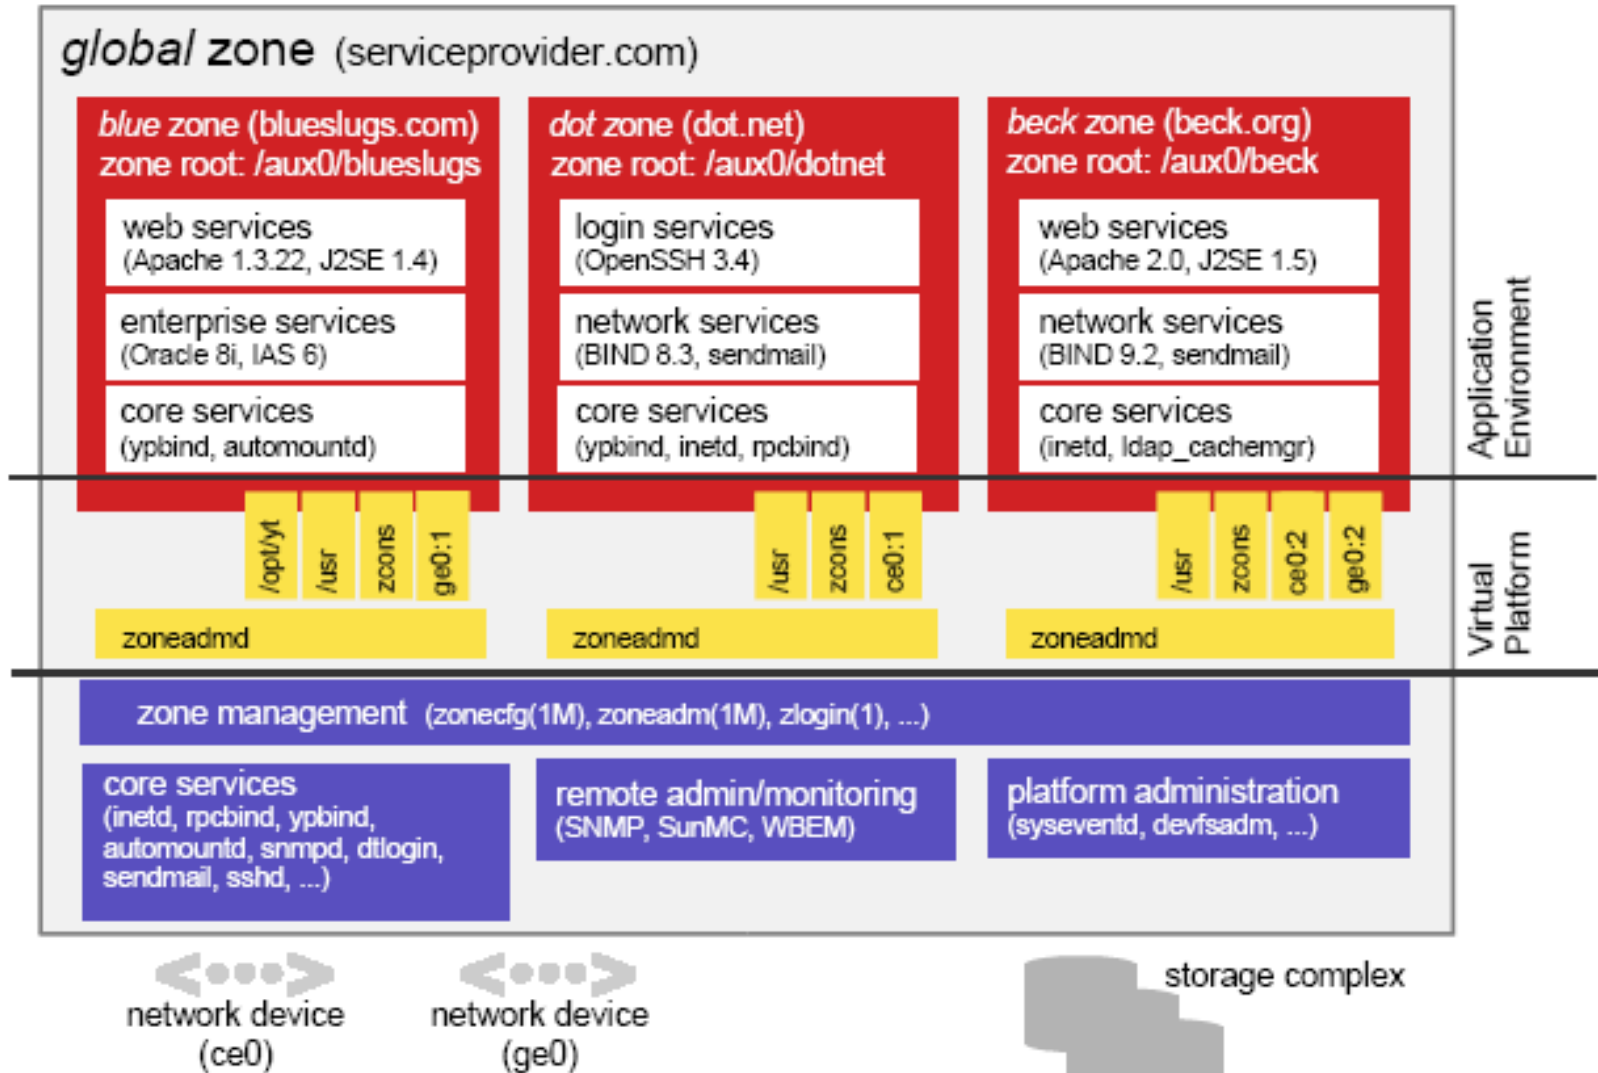 global zone (serviceprovider.com)
blue zone (blueslugs.com)
zone root: /aux0/blueslugs
web services
(Apache 1.3.22, J2SE 1.4)
enterprise services
(Oracle 8i, IAS 6)
core services
(ypbind, automountd)
dot zone (dot.net)
zone root: /aux0/dotnet
login services
(OpenSSH 3.4)
network services
(BIND 8.3, sendmail)
core services
(ypbind, inetd, rpcbind)
beck zone (beck.org)
zone root: /aux0/beck
web services
(Apache 2.0, J2SE 1.5)
network services
(BIND 9.2, sendmail)
core services
(inetd, ldap_cachemgr)
Application
Environment
/opt/yt
/usr
zcons
ge0:1
zoneadmd
/usr
zcons
ce0:1
zoneadmd
/usr
zcons
ce0:2
ge0:2
zoneadmd
Virtual
Platform
zone management (zonecfg(1M), zoneadm(1M), zlogin(1), ...)
core services
(inetd, rpcbind, ypbind,
automountd, snmpd, dtlogin,
sendmail, sshd, ...)
remote admin/monitoring
(SNMP, SunMC, WBEM)
platform administration
(syseventd, devfsadm, ...)
network device
(ce0)
network device
(ge0)
storage complex